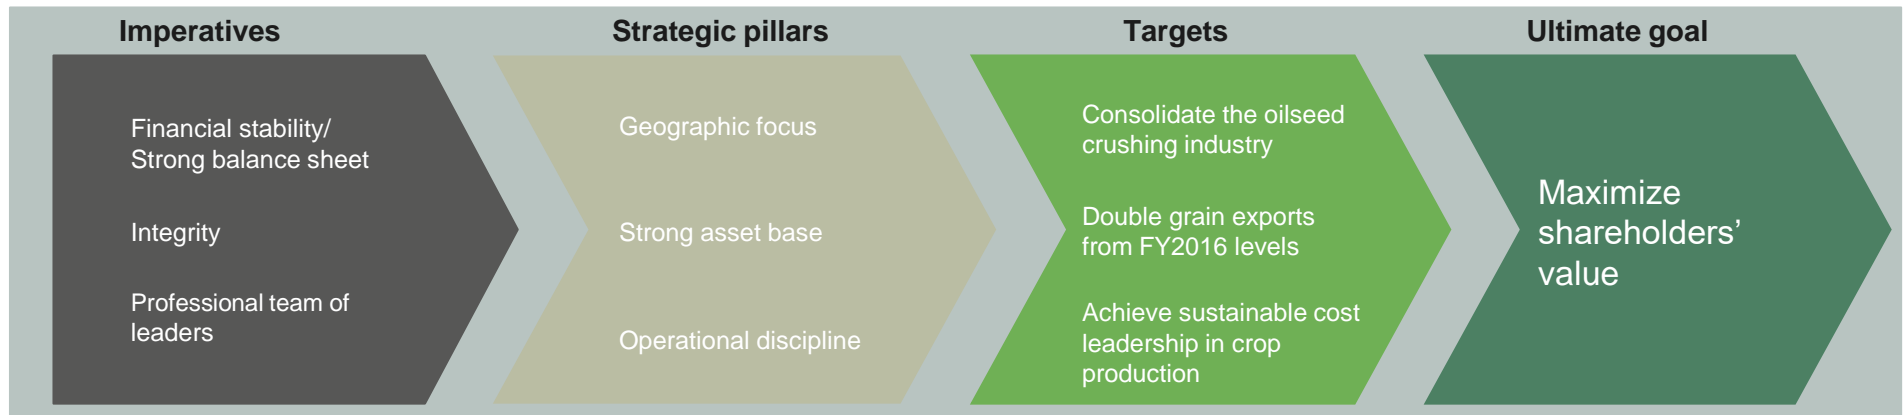 Imperatives
Financial stability/
Strong balance sheet
Integrity
Professional team of
leaders
Strategic pillars
Geographic focus
Strong asset base
Operational discipline
Targets
Consolidate the oilseed
crushing industry
Double grain exports
from FY2016 levels
Achieve sustainable cost
leadership in crop
production
Ultimate goal
Maximize
shareholders’
value